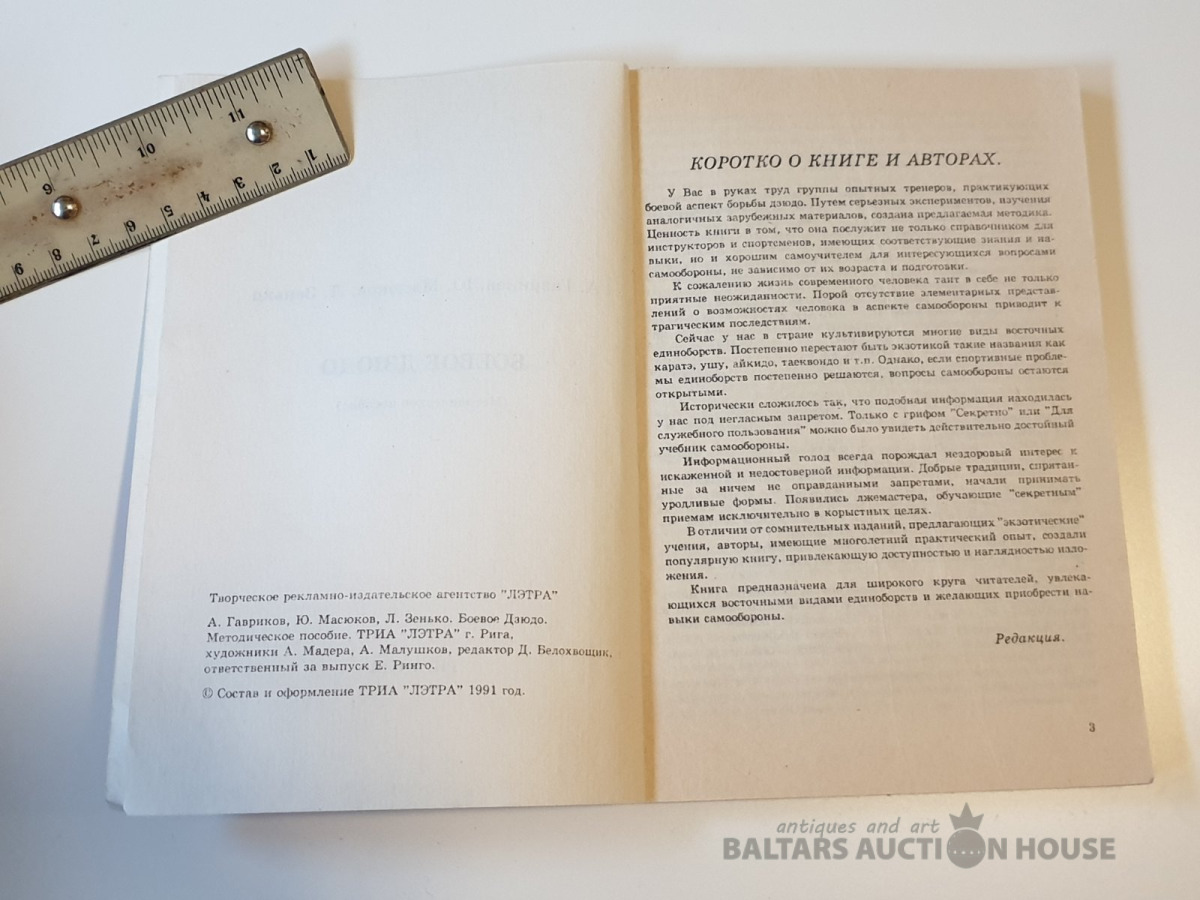 Творческое рекламно-издательское агентство "ЛЭТРА"
А. Гавриков, Ю. Масюков, Л. Зенько. Боевое Дзюдо.
Методическое пособие. ТРИА "ЛЭТРА" г. Рига,
художники А. Мадера, А. Малушков, редактор Д. Белохвощик,
ответственный за выпуск Е. Ринго.
© Состав и оформление ТРИА "ЛЭТРА" 1991 год.
КОРОТКО О КНИГЕ И АВТОРАХ.
У Вас в руках труд группы опытных тренеров, практикующих
боевой аспект борьбы дзюдо. Путем серьезных экспериментов, изучения
аналогичных зарубежных материалов, создана предлагаемая методика.
Ценность книги в том, что она послужит не только справочником для
инструкторов и спортсменов, имеющих соответствующие знания и на-
выки, но и хорошим самоучителем для интересующихся вопросами
самообороны, не зависимо от их возраста и подготовки.
К сожалению жизнь современного человека таит в себе не только
приятные неожиданности. Порой отсутствие элементарных представ-
лений о возможностях человека в аспекте самообороны приводит к
трагическим последствиям.
Сейчас у нас в стране культивируются многие виды восточных
единоборств. Постепенно перестают быть экзотикой такие названия как
каратэ, ушу, айкидо, таеквондо и т.п. Однако, если спортивные пробле-
мы единоборств постепенно решаются, вопросы самообороны остаются
открытыми.
Исторически сложилось так, что подобная информация находилась
у нас под негласным запретом. Только с грифом "Секретно" или "Для
служебного пользования" можно было увидеть действительно достойный
учебник самообороны.
Информационный голод всегда порождал нездоровый интерес к
искаженной и недостоверной информации. Добрые традиции, спрятан-
ные за ничем не оправданными запретами, начали принимать
уродливые формы. Появились лжемастера, обучающие "секретным"
приемам исключительно в корыстных целях.
В отличии от сомнительных изданий, предлагающих "экзотические"
учения, авторы, имеющие многолетний практический опыт, создали
популярную книгу, привлекающую доступностью и наглядностью изло-
жения.
Книга предназначена для широкого круга читателей, увлека-
ющихся восточными видами единоборств и желающих приобрести на-
выки самообороны.
Редакция.
3
9 10 11
1 2 3 4 5 6 7 8 9
antiques and art
BALTARS AUCTION HOUSE